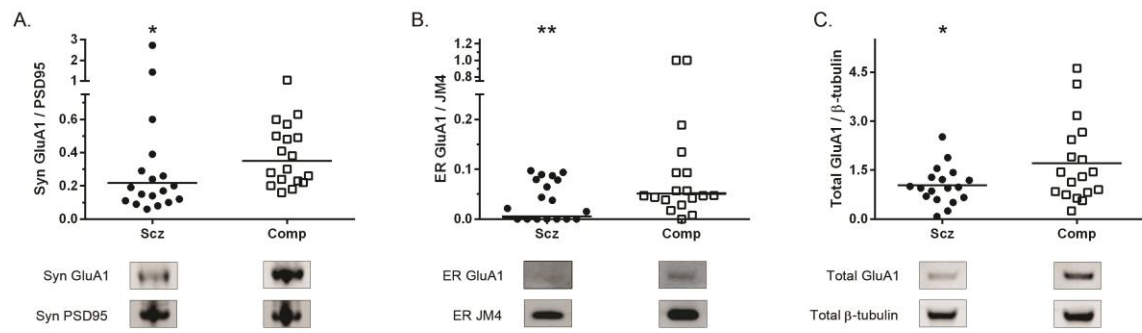 A.
*
Syn GluA1 / PSD95
3
2
1
0.6
0.4
0.2
0.0
Scz
Comp
Syn GluA1
Syn PSD95
B.
**
ER GluA1 / JM4
1.2
1.0
0.8
0.2
0.1
0.0
Scz
Comp
ER GluA1
ER JM4
C.
*
Total GluA1 / β-tubulin
4.5
3.0
1.5
0.0
Scz
Comp
Total GluA1
Total β-tubulin